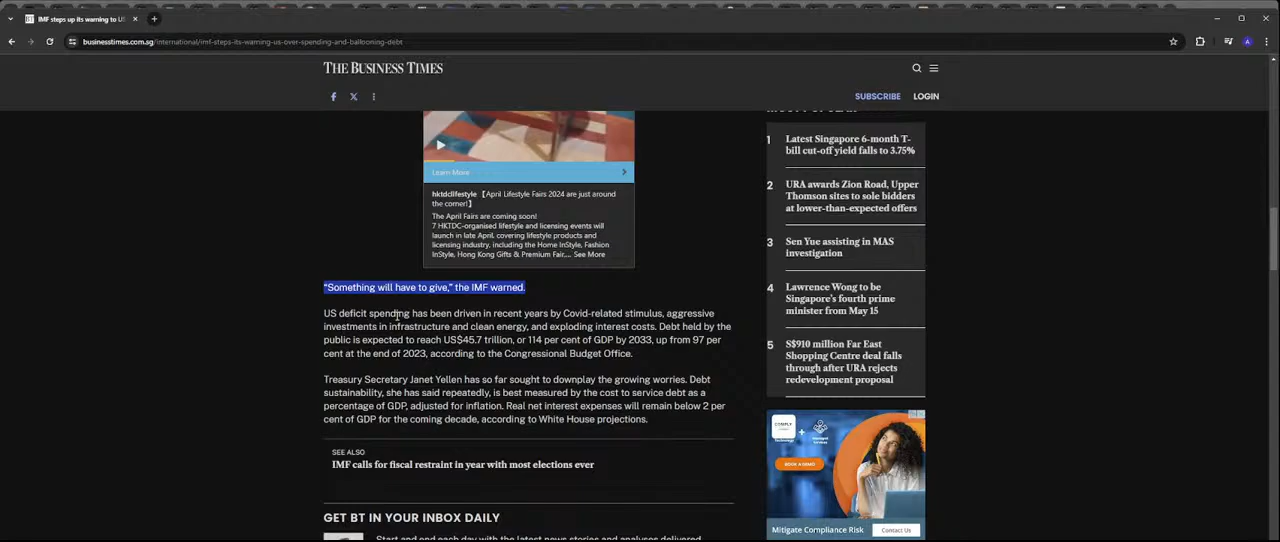 IMF steps up its warning to US
businesstimes.com.sg/international/imf-steps-its-warning-us-over-spending-and-ballooning-debt
THE BUSINESS TIMES
SUBSCRIBE
LOGIN
Learn More
hktdclifestyle 【April Lifestyle Fairs 2024 are just around
the corner!】
The April Fairs are coming soon!
7 HKTDC-organised lifestyle and licensing events will
launch in late April, covering lifestyle products and
licensing industry, including the Home InStyle, Fashion
InStyle, Hong Kong Gifts & Premium Fair.... See More
“Something will have to give,” the IMF warned.
US deficit spending has been driven in recent years by Covid-related stimulus, aggressive
investments in infrastructure and clean energy, and exploding interest costs. Debt held by the
public is expected to reach US$45.7 trillion, or 114 per cent of GDP by 2033, up from 97 per
cent at the end of 2023, according to the Congressional Budget Office.
Treasury Secretary Janet Yellen has so far sought to downplay the growing worries. Debt
sustainability, she has said repeatedly, is best measured by the cost to service debt as a
percentage of GDP, adjusted for inflation. Real net interest expenses will remain below 2 per
cent of GDP for the coming decade, according to White House projections.
SEE ALSO
IMF calls for fiscal restraint in year with most elections ever
GET BT IN YOUR INBOX DAILY
Start and end each day with the latest news stories and analyses delivered
1
Latest Singapore 6-month T-
bill cut-off yield falls to 3.75%
2
URA awards Zion Road, Upper
Thomson sites to sole bidders
at lower-than-expected offers
3
Sen Yue assisting in MAS
investigation
4
Lawrence Wong to be
Singapore’s fourth prime
minister from May 15
5
S$910 million Far East
Shopping Centre deal falls
through after URA rejects
redevelopment proposal
COMPLY
Technology
+
BOOK A DEMO
Mitigate Compliance Risk
Contact Us